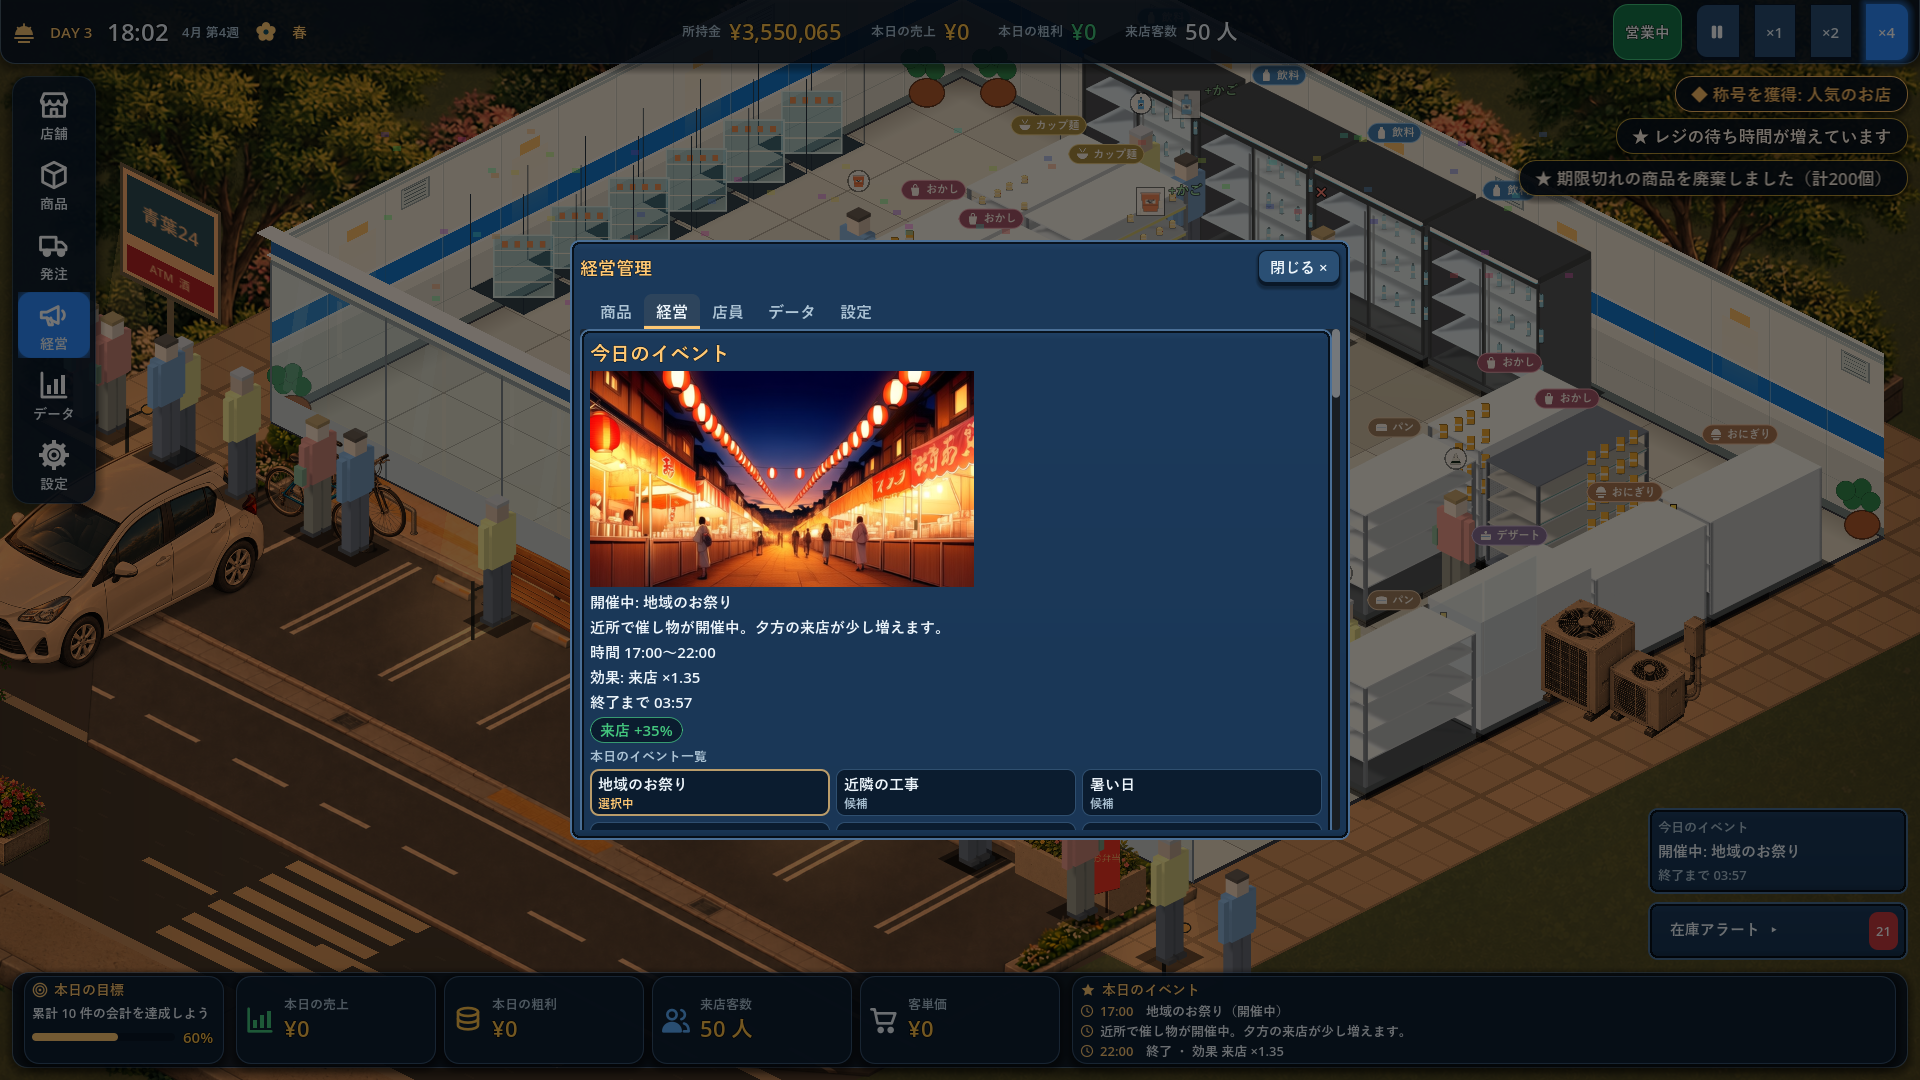 DAY 3 18:02 4月 第4週 春
所持金 ¥3,550,065 本日の売上 ¥0 本日の粗利 ¥0 来店客数 50 人
営業中 ×1 ×2 ×4
◆ 称号を獲得: 人気のお店
★ レジの待ち時間が増えています
★ 期限切れの商品を廃棄しました（計200個）
店舗
商品
発注
経営
データ
設定
青葉24
ATM 酒
飲料
+かご
カップ麺
飲料
カップ麺
おかし
+かご
飲
おかし
おかし
おかし
パン
おにぎり
おにぎり
デザート
パン
経営管理
閉じる ×
商品 経営 店員 データ 設定
今日のイベント
開催中: 地域のお祭り
近所で催し物が開催中。夕方の来店が少し増えます。
時間 17:00〜22:00
効果: 来店 ×1.35
終了まで 03:57
来店 +35%
本日のイベント一覧
地域のお祭り
選択中
近隣の工事
候補
暑い日
候補
今日のイベント
開催中: 地域のお祭り
終了まで 03:57
在庫アラート ▸ 21
本日の目標
累計 10 件の会計を達成しよう
60%
本日の売上
¥0
本日の粗利
¥0
来店客数
50 人
客単価
¥0
本日のイベント
17:00 地域のお祭り（開催中）
近所で催し物が開催中。夕方の来店が少し増えます。
22:00 終了 ・ 効果 来店 ×1.35